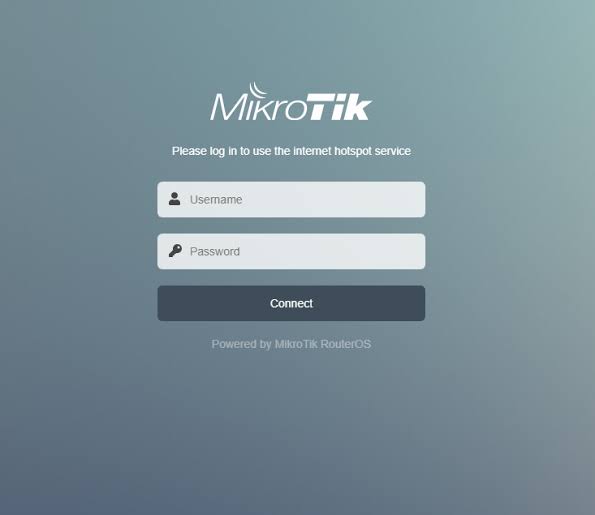 MikroTik
Please log in to use the internet hotspot service
Username
Password
Connect
Powered by MikroTik RouterOS